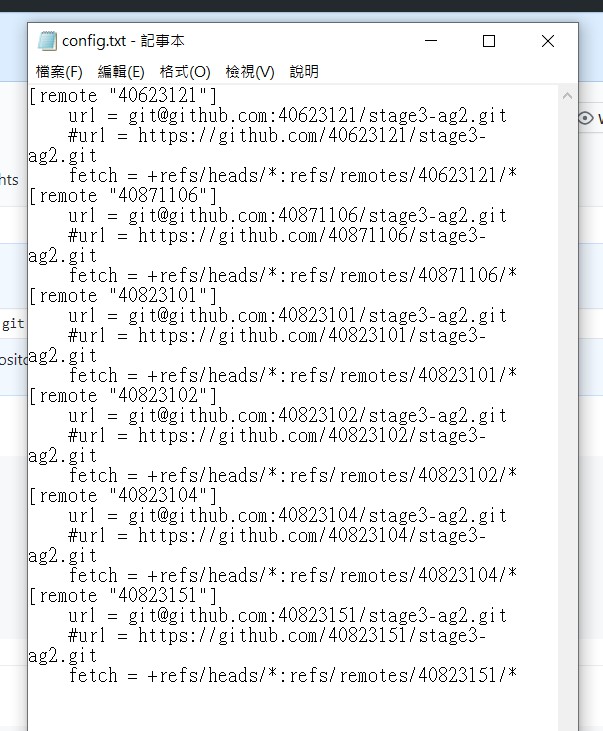 config.txt - 記事本
檔案(F) 編輯(E) 格式(O) 檢視(V) 說明
[remote "40623121"]
url = git@github.com:40623121/stage3-ag2.git
#url = https://github.com/40623121/stage3-
ag2.git
fetch = +refs/heads/*:refs/remotes/40623121/*
[remote "40871106"]
url = git@github.com:40871106/stage3-ag2.git
#url = https://github.com/40871106/stage3-
ag2.git
fetch = +refs/heads/*:refs/remotes/40871106/*
[remote "40823101"]
url = git@github.com:40823101/stage3-ag2.git
#url = https://github.com/40823101/stage3-
ag2.git
fetch = +refs/heads/*:refs/remotes/40823101/*
[remote "40823102"]
url = git@github.com:40823102/stage3-ag2.git
#url = https://github.com/40823102/stage3-
ag2.git
fetch = +refs/heads/*:refs/remotes/40823102/*
[remote "40823104"]
url = git@github.com:40823104/stage3-ag2.git
#url = https://github.com/40823104/stage3-
ag2.git
fetch = +refs/heads/*:refs/remotes/40823104/*
[remote "40823151"]
url = git@github.com:40823151/stage3-ag2.git
#url = https://github.com/40823151/stage3-
ag2.git
fetch = +refs/heads/*:refs/remotes/40823151/*
git